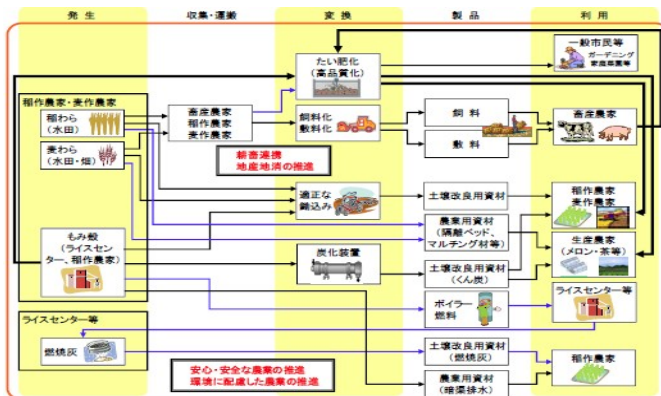 発生
収集・運搬
変換
製品
利用
たい肥化
(高品質化)
一般市民等
ガーデニング
家庭菜園等
稲作農家・麦作農家
稲わら
(水田)
麦わら
(水田・畑)
もみ殻
(ライスセン
ター、稲作農家)
畜産農家
稲作農家
麦作農家
飼料化
敷料化
飼料
敷料
畜産農家
耕畜連携
地産地消の推進
適正な
鋤込み
土壌改良用資材
稲作農家
麦作農家
農業用資材
(隔離ベッド、
マルチング材等)
生産農家
(メロン・茶等)
炭化装置
土壌改良用資材
(くん炭)
ボイラー
燃料
ライスセンター等
ライスセンター等
燃焼灰
安心・安全な農業の推進
環境に配慮した農業の推進
土壌改良用資材
(燃焼灰)
農業用資材
(暗渠排水)
稲作農家